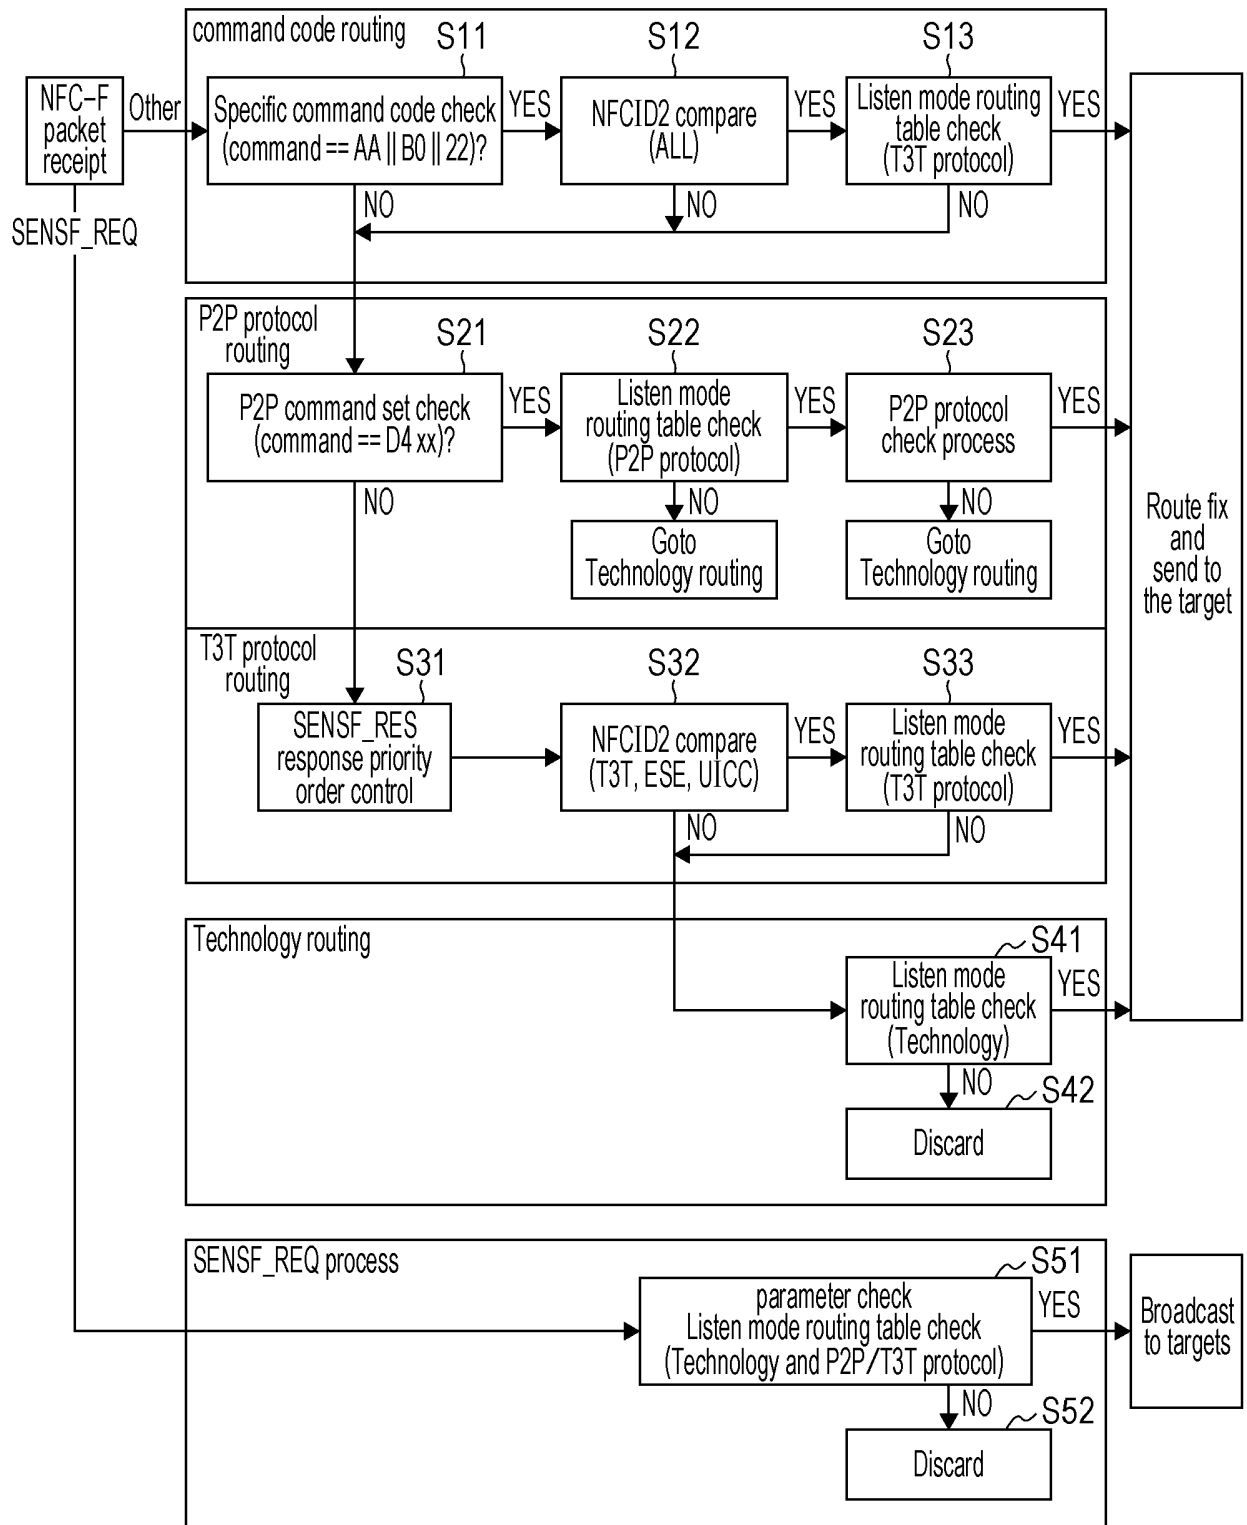 command code routing
S11
S12
S13
NFC-F
packet
receipt
Other
Specific command code check
(command == AA || B0 || 22)?
YES
NFCID2 compare
(ALL)
YES
Listen mode routing
table check
(T3T protocol)
YES
NO
NO
NO
SENSF_REQ
P2P protocol
routing
S21
S22
S23
P2P command set check
(command == D4 xx)?
YES
Listen mode
routing table check
(P2P protocol)
YES
P2P protocol
check process
YES
NO
NO
NO
Goto
Technology routing
Goto
Technology routing
Route fix
and
send to
the target
T3T protocol
routing
S31
S32
S33
SENSF_RES
response priority
order control
NFCID2 compare
(T3T, ESE, UICC)
YES
Listen mode
routing table check
(T3T protocol)
YES
NO
NO
Technology routing
S41
Listen mode
routing table check
(Technology)
YES
NO
S42
Discard
SENSF_REQ process
S51
parameter check
Listen mode routing table check
(Technology and P2P/T3T protocol)
YES
Broadcast
to targets
NO
S52
Discard